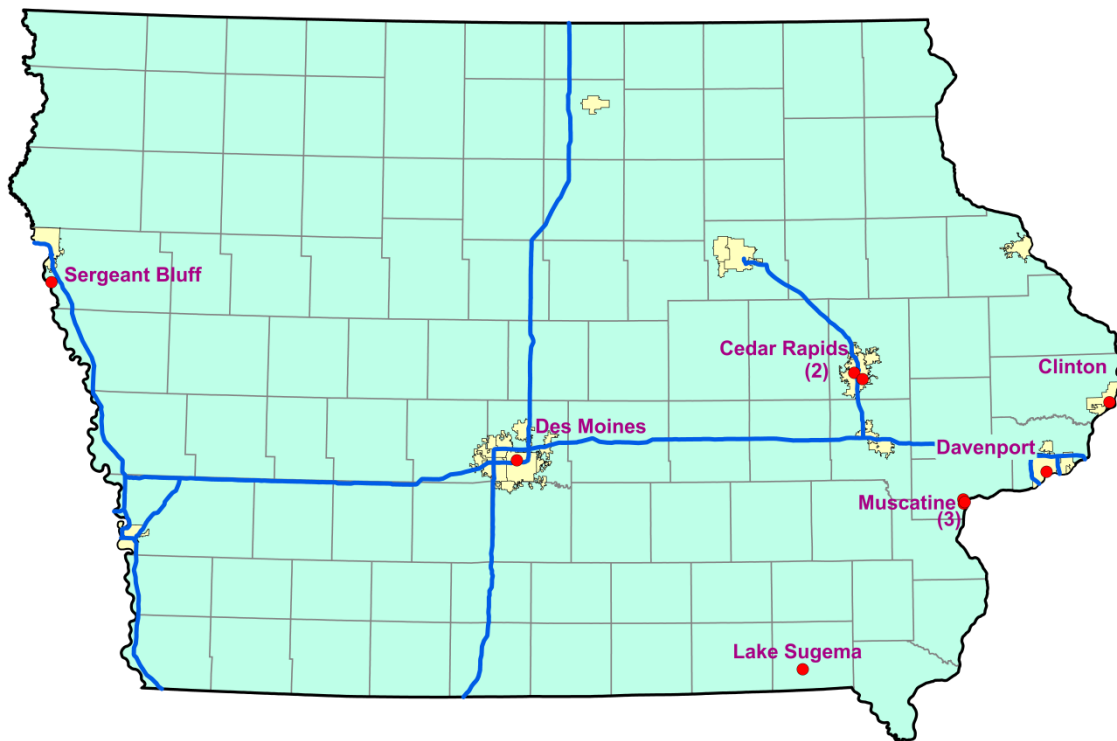 Sergeant Bluff
Cedar Rapids
(2)
Clinton
Des Moines
Davenport
Muscatine
(3)
Lake Sugema